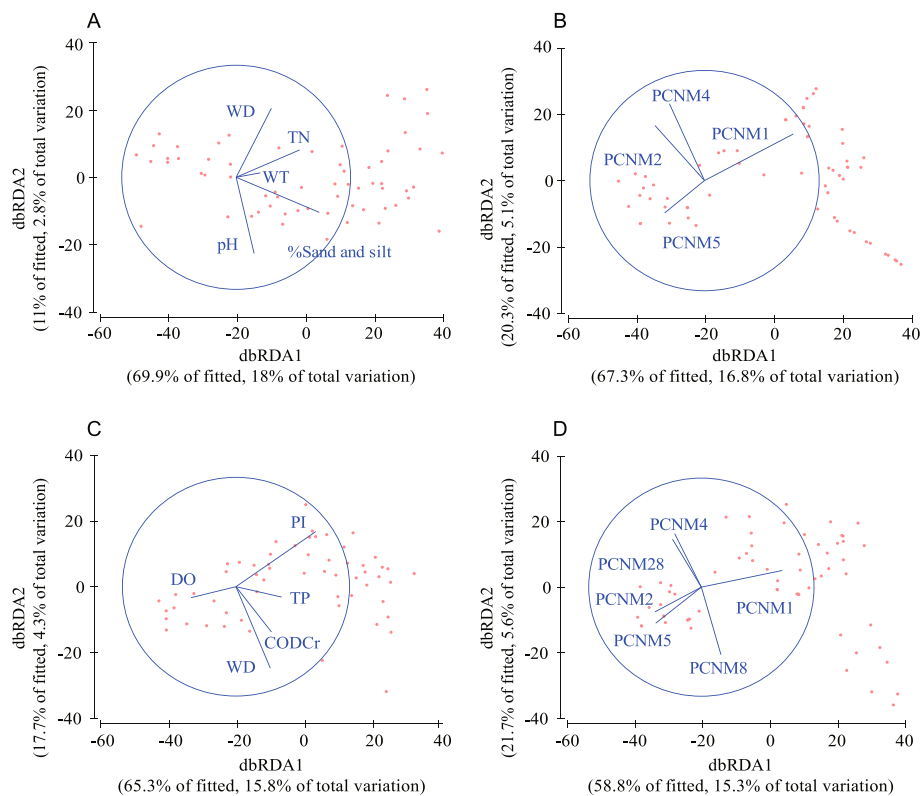 A
40
20
0
-20
-40
-60
-40
-20
0
20
40
WD
TN
WT
pH
%Sand and silt
dbRDA2
(11% of fitted, 2.8% of total variation)
dbRDA1
(69.9% of fitted, 18% of total variation)
B
40
20
0
-20
-40
-60
-40
-20
0
20
40
PCNM4
PCNM1
PCNM2
PCNM5
dbRDA2
(20.3% of fitted, 5.1% of total variation)
dbRDA1
(67.3% of fitted, 16.8% of total variation)
C
40
20
0
-20
-40
-60
-40
-20
0
20
40
PI
DO
TP
CODCr
WD
dbRDA2
(17.7% of fitted, 4.3% of total variation)
dbRDA1
(65.3% of fitted, 15.8% of total variation)
D
40
20
0
-20
-40
-60
-40
-20
0
20
40
PCNM4
PCNM28
PCNM2
PCNM1
PCNM5
PCNM8
dbRDA2
(21.7% of fitted, 5.6% of total variation)
dbRDA1
(58.8% of fitted, 15.3% of total variation)